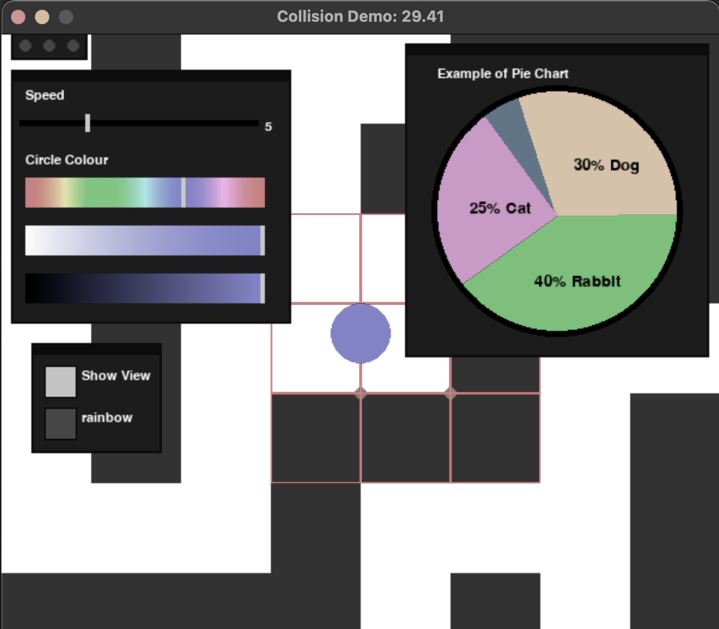 Collision Demo: 29.41
Speed
5
Circle Colour
Show View
rainbow
Example of Pie Chart
30% Dog
25% Cat
40% Rabbit